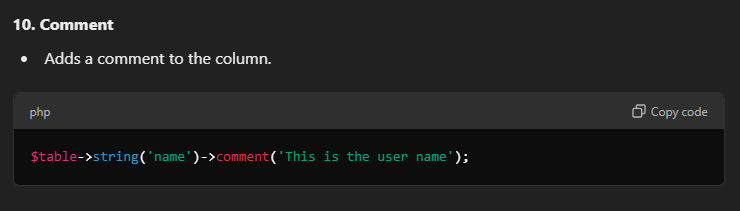 10. Comment
• Adds a comment to the column.
php
Copy code
$table->string('name')->comment('This is the user name');